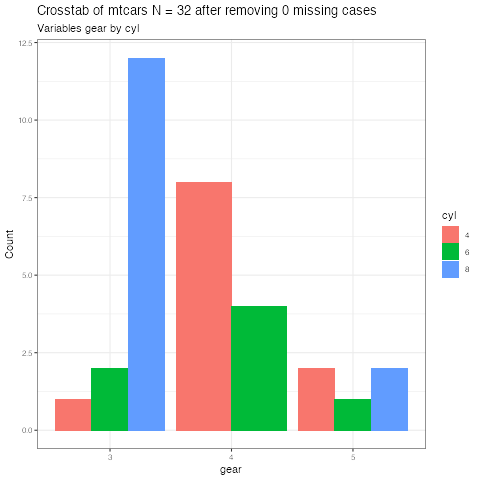 Crosstab of mtcars N = 32 after removing 0 missing cases
Variables gear by cyl
12.5
10.0
7.5
5.0
2.5
0.0
Count
3 4 5
gear
cyl
4
6
8